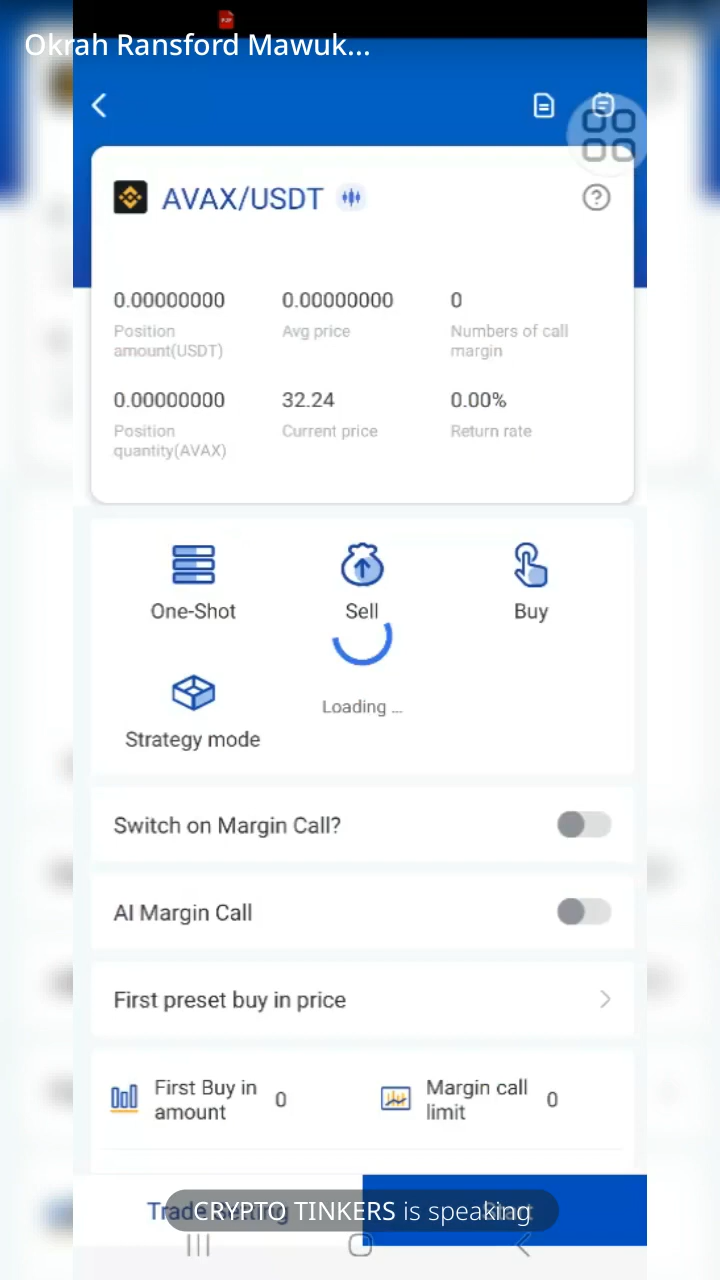 Okrah Ransford Mawuk...
AVAX/USDT
0.00000000
0.00000000
0
Position
amount(USDT)
Avg price
Numbers of call
margin
0.00000000
32.24
0.00%
Position
quantity(AVAX)
Current price
Return rate
One-Shot
Sell
Buy
Loading ...
Strategy mode
Switch on Margin Call?
AI Margin Call
First preset buy in price
First Buy in
amount
0
Margin call
limit
0
CRYPTO TINKERS is speaking